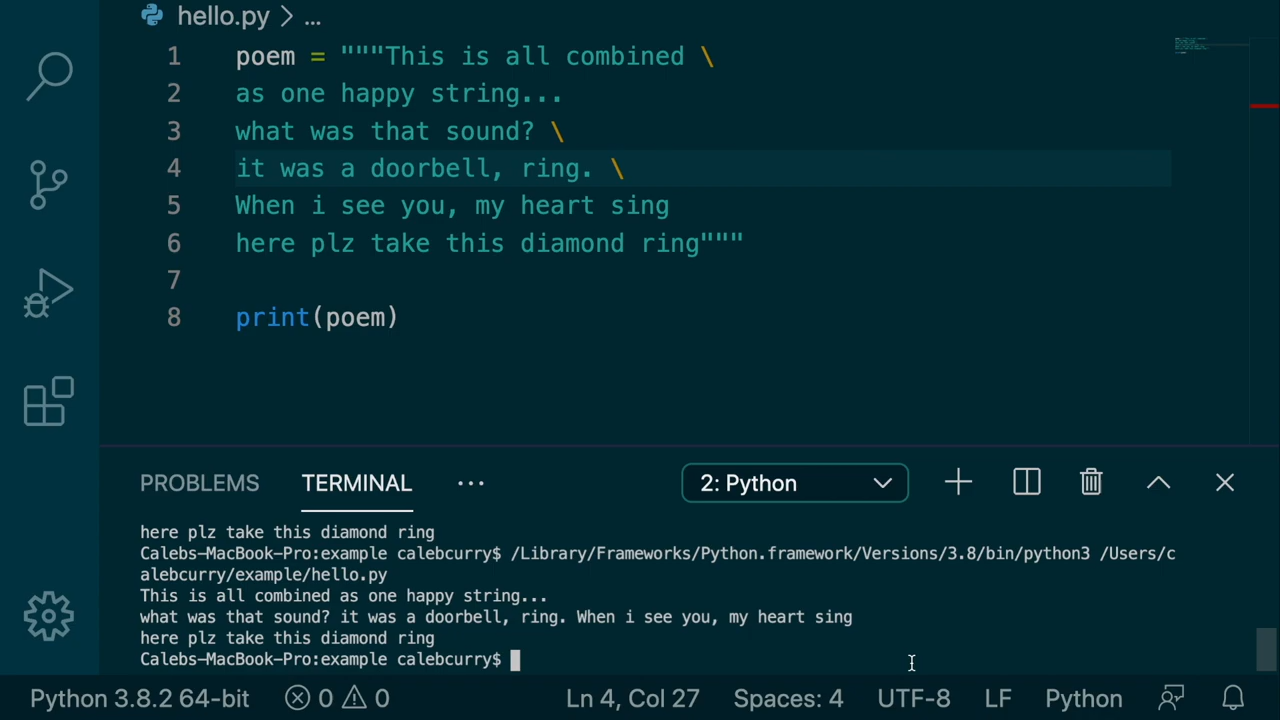 hello.py > ...
1 poem = """This is all combined \
2 as one happy string...
3 what was that sound? \
4 it was a doorbell, ring. \
5 When i see you, my heart sing
6 here plz take this diamond ring"""
7
8 print(poem)
PROBLEMS TERMINAL ... 2: Python
here plz take this diamond ring
Calebs-MacBook-Pro:example calebcurry$ /Library/Frameworks/Python.framework/Versions/3.8/bin/python3 /Users/c
alebcurry/example/hello.py
This is all combined as one happy string...
what was that sound? it was a doorbell, ring. When i see you, my heart sing
here plz take this diamond ring
Calebs-MacBook-Pro:example calebcurry$
Python 3.8.2 64-bit 0 0 Ln 4, Col 27 Spaces: 4 UTF-8 LF Python